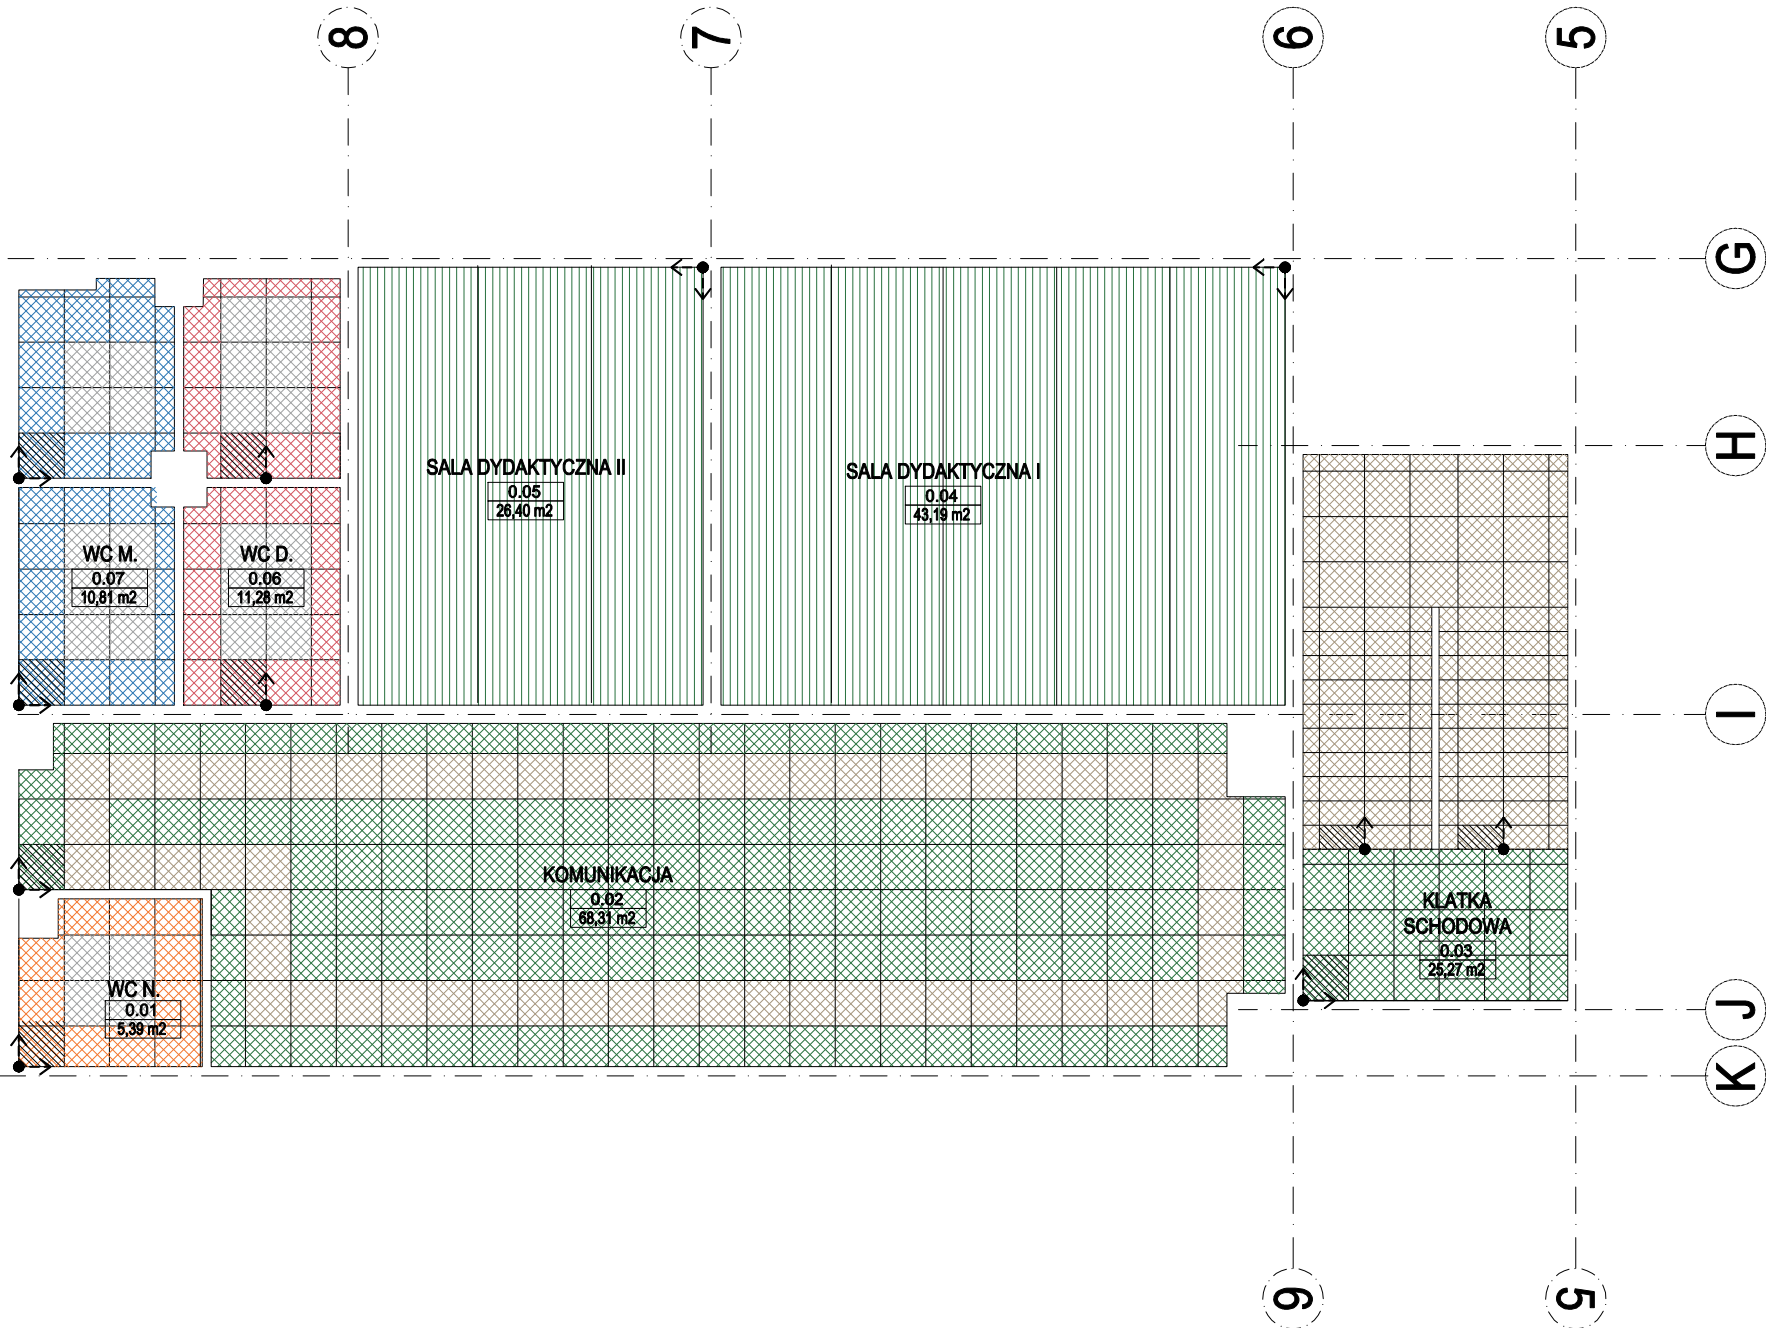 8
7
6
5
G
H
SALA DYDAKTYCZNA II
0.05
26,40 m2
SALA DYDAKTYCZNA I
0.04
43,19 m2
WC M.
0.07
10,81 m2
WC D.
0.06
11,28 m2
I
KOMUNIKACJA
0.02
68,31 m2
KLATKA
SCHODOWA
0.03
25,27 m2
WC N.
0.01
5,39 m2
J
K
6
5